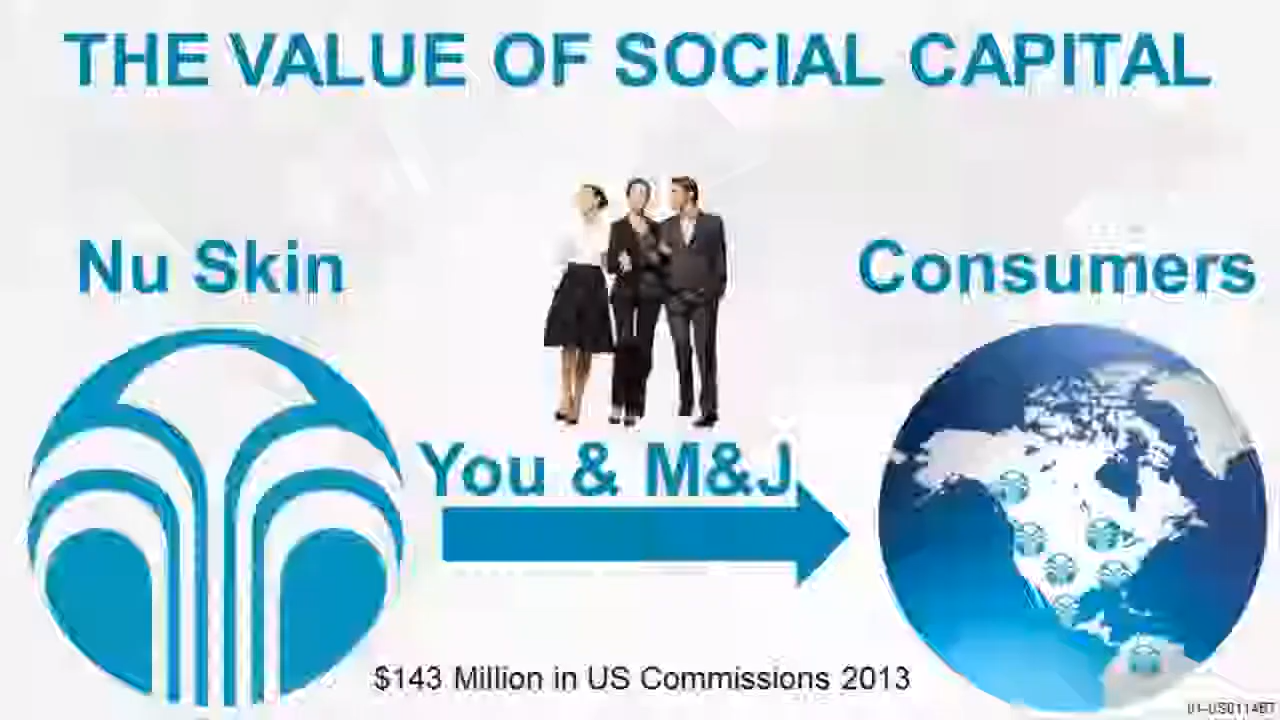 THE VALUE OF SOCIAL CAPITAL
Nu Skin
Consumers
You & M&J
$143 Million in US Commissions 2013